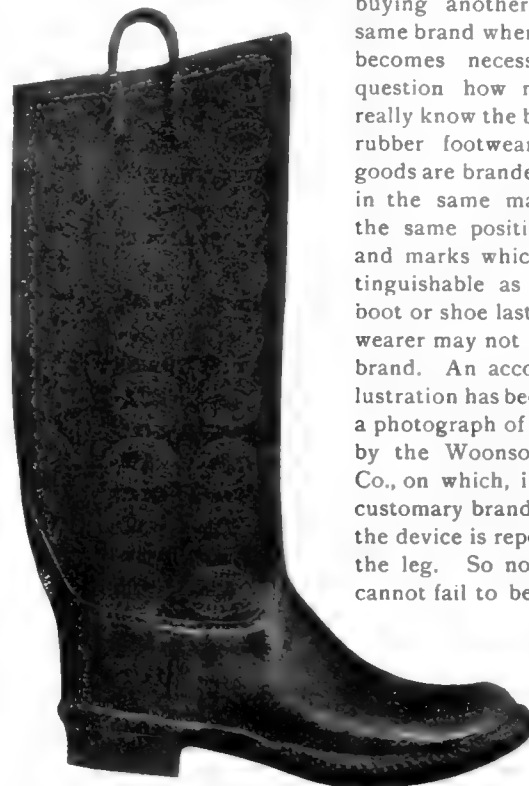 buying another
same brand when
becomes necess
question how r
really know the b
rubber footwear
goods are brande
in the same ma
the same positi
and marks whic
tinguishable as
boot or shoe last
wearer may not
brand. An acco
lustration has be
a photograph of
by the Woonso
Co., on which, i
customary brand
the device is rep
the leg. So no
cannot fail to be